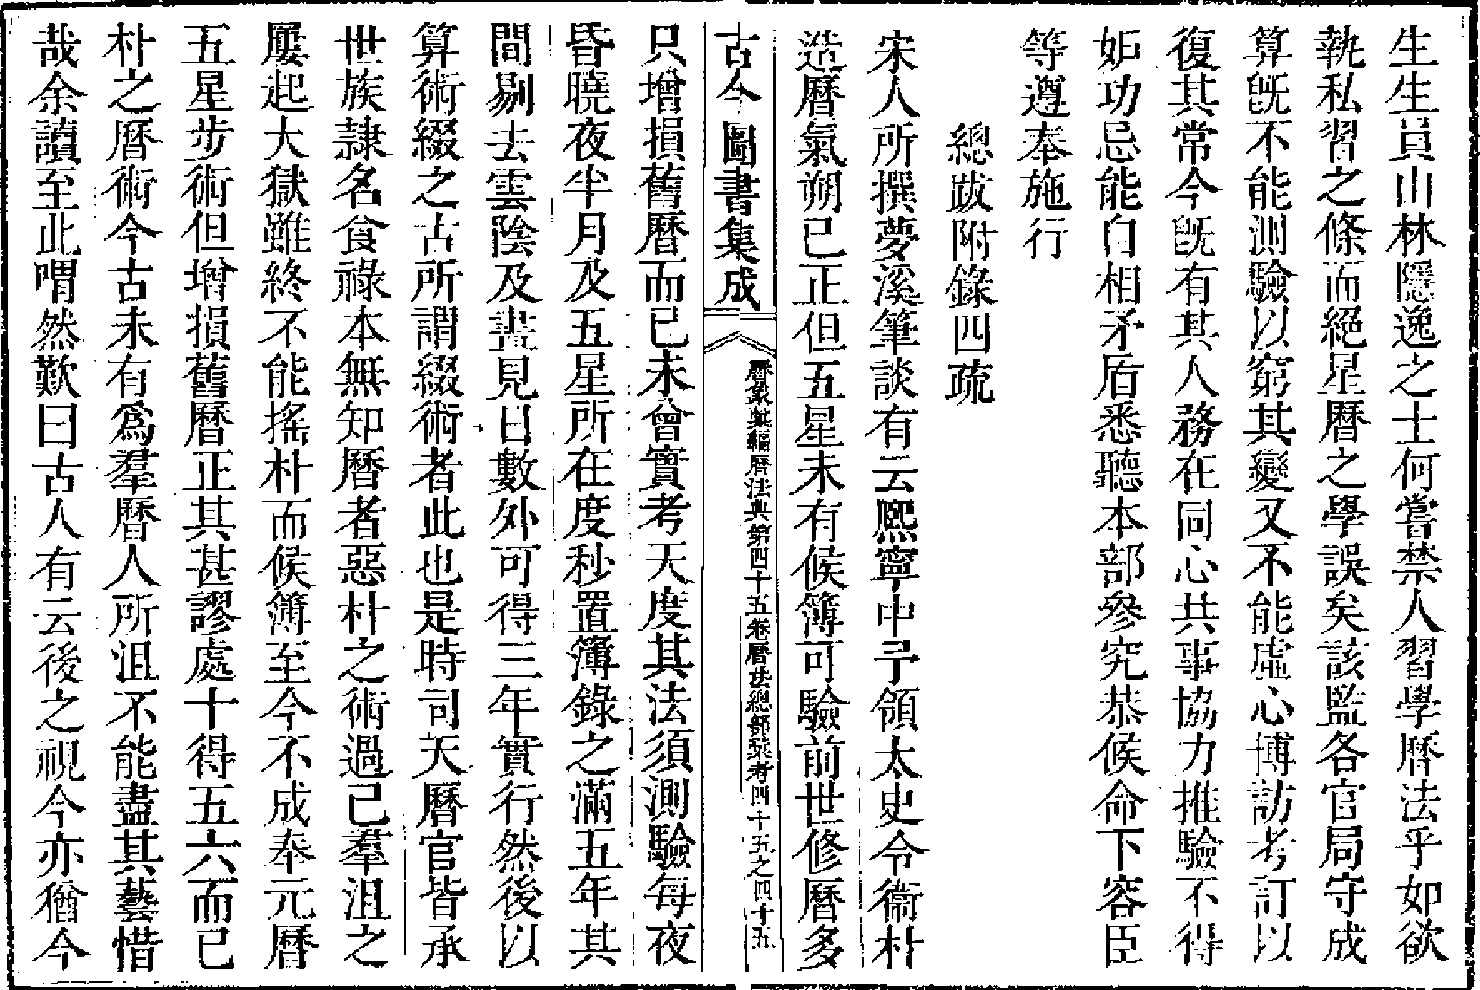 生生員山林隱逸之士何嘗禁人習學曆法乎如欲
執私習之條而絕星曆之學誤矣該監各官局守成
算旣不能測驗以窮其變又不能虛心博訪考訂以
復其常今旣有其人務在同心共事協力推驗不得
妬功忌能自相矛盾悉聽本部參究恭候命下容臣
等遵奉施行
總跋附錄四疏
宋人所撰夢溪筆談有云熙寧中予領太史令衞朴
造曆氣朔已正但五星未有候簿可驗前世修曆多
古今圖書集成
曆象彙編曆法典第四十五卷曆法總部彙考四十五之四十五
只增損舊曆而已未曾實考天度其法須測驗每夜
昏曉夜半月及五星所在度秒置簿錄之滿五年其
間剔去雲陰及晝見日數外可得三年實行然後以
算術綴之古所謂綴術者此也是時司天曆官皆承
世族隷名食祿本無知曆者惡朴之術過己羣沮之
屢起大獄雖終不能搖朴而候簿至今不成奉元曆
五星步術但增損舊曆正其甚謬處十得五六而已
朴之曆術今古未有爲羣曆人所沮不能盡其藝惜
哉余讀至此喟然歎曰古人有云後之視今亦猶今